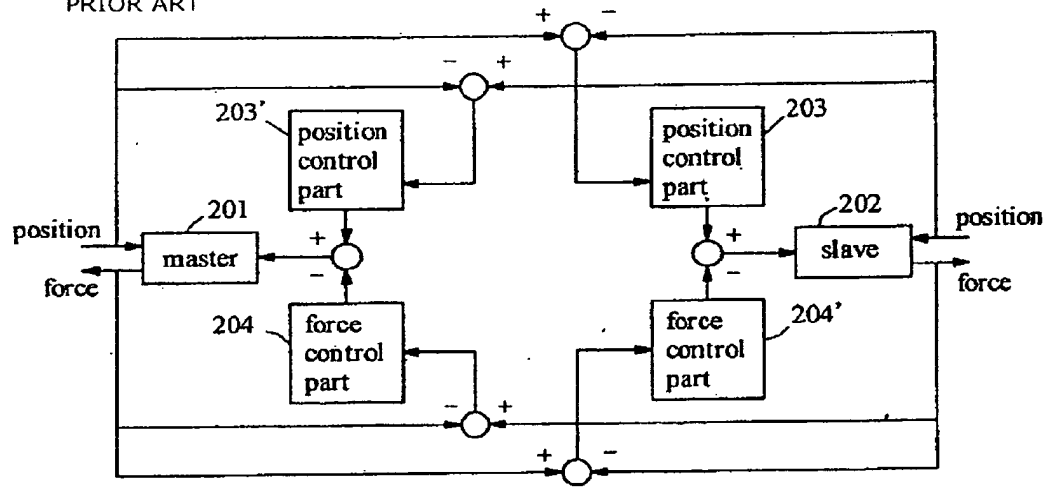 PRIOR ART
+ −
− +
203’
position
control
part
203
position
control
part
201
202
position
master
force
+
−
+
−
slave
position
force
204
force
control
part
204’
force
control
part
− +
+ −